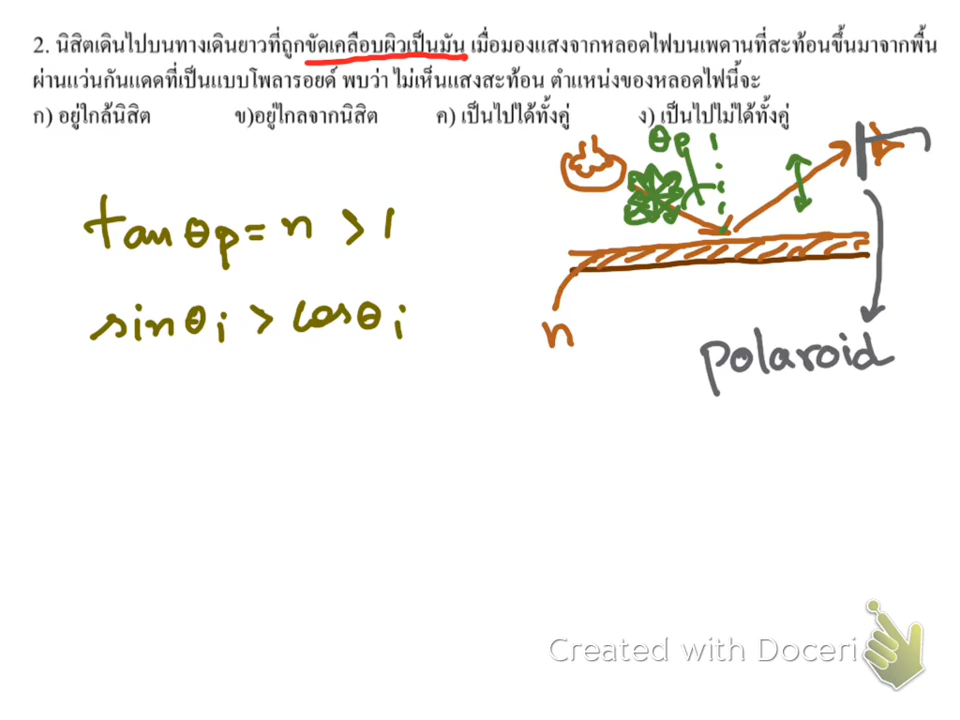 2. นิสิตเดินไปบนทางเดินยาวที่ถูกขัดเคลือบผิวเป็นมัน เมื่อมองแสงจากหลอดไฟบนเพดานที่สะท้อนขึ้นมาจากพื้น
ผ่านแว่นกันแดดที่เป็นแบบโพลารอยด์ พบว่า ไม่เห็นแสงสะท้อน ตำแหน่งของหลอดไฟนี้จะ
ก) อยู่ใกล้นิสิต ข)อยู่ไกลจากนิสิต ค) เป็นไปได้ทั้งคู่ ง) เป็นไปไม่ได้ทั้งคู่
θp
tan θp = n > 1
sin θi > cos θi
n
polaroid
Created with Doceri